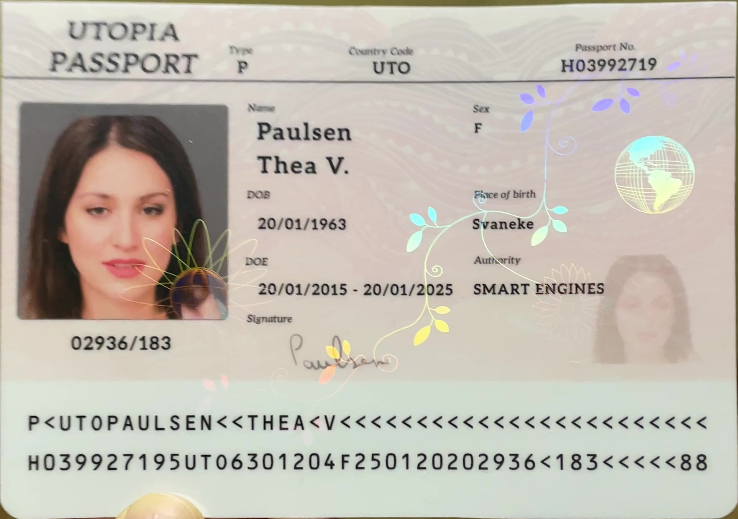 UTOPIA
PASSPORT
Type
P
Country Code
UTO
Passport No.
H03992719
Name
Paulsen
Thea V.
Sex
F
DOB
20/01/1963
Place of birth
Svaneke
DOE
20/01/2015 - 20/01/2025
Authority
SMART ENGINES
Signature
Paulsen
02936/183
P<UTOPAULSEN<<THEA<V<<<<<<<<<<<<<<<<<<<<<<<<
H039927195UTO6301204F250120202936<183<<<<<88